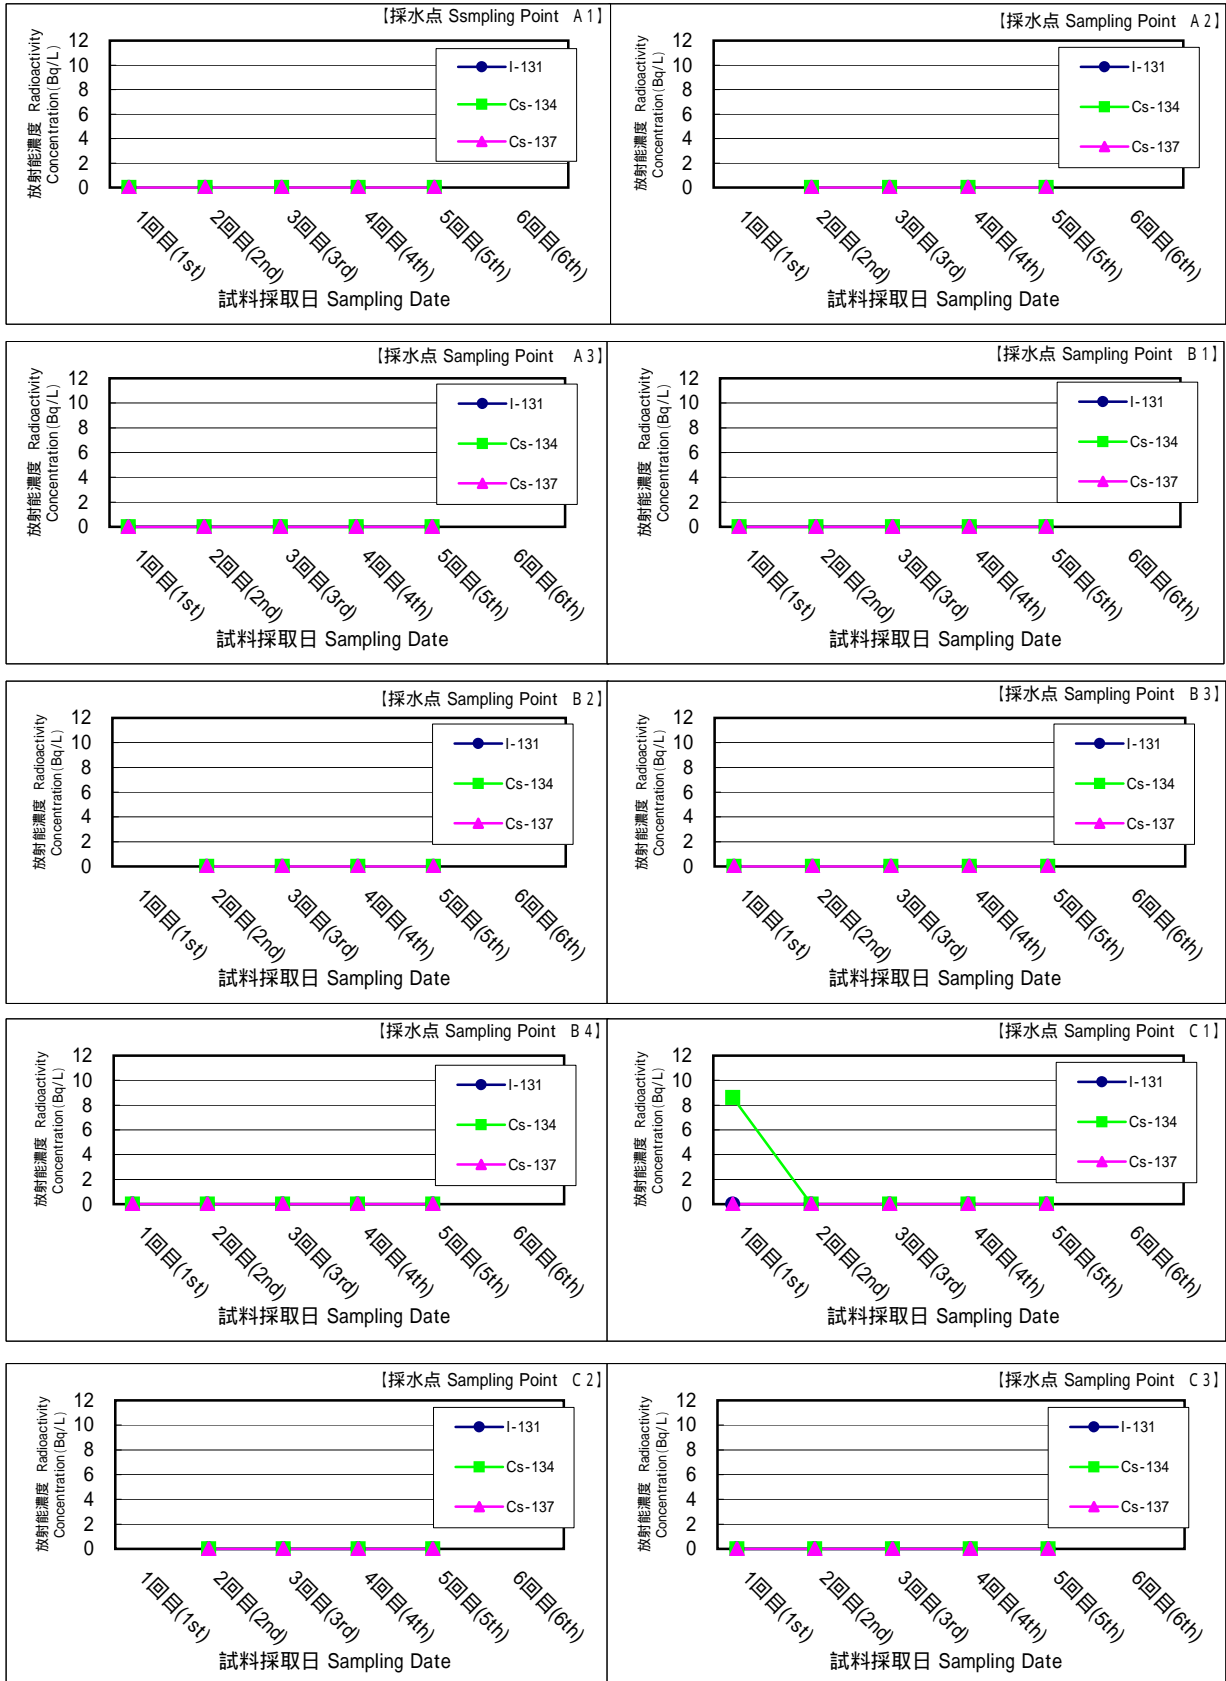 【採水点 Ssmpling Point A1】
放射能濃度 Radioactivity
Concentration(Bq/L)
12
10
8
6
4
2
0
I-131
Cs-134
Cs-137
1回目(1st)
2回目(2nd)
3回目(3rd)
4回目(4th)
5回目(5th)
6回目(6th)
試料採取日 Sampling Date
【採水点 Sampling Point A2】
放射能濃度 Radioactivity
Concentration(Bq/L)
12
10
8
6
4
2
0
I-131
Cs-134
Cs-137
1回目(1st)
2回目(2nd)
3回目(3rd)
4回目(4th)
5回目(5th)
6回目(6th)
試料採取日 Sampling Date
【採水点 Sampling Point A3】
放射能濃度 Radioactivity
Concentration(Bq/L)
12
10
8
6
4
2
0
I-131
Cs-134
Cs-137
1回目(1st)
2回目(2nd)
3回目(3rd)
4回目(4th)
5回目(5th)
6回目(6th)
試料採取日 Sampling Date
【採水点 Sampling Point B1】
放射能濃度 Radioactivity
Concentration(Bq/L)
12
10
8
6
4
2
0
I-131
Cs-134
Cs-137
1回目(1st)
2回目(2nd)
3回目(3rd)
4回目(4th)
5回目(5th)
6回目(6th)
試料採取日 Sampling Date
【採水点 Sampling Point B2】
放射能濃度 Radioactivity
Concentration(Bq/L)
12
10
8
6
4
2
0
I-131
Cs-134
Cs-137
1回目(1st)
2回目(2nd)
3回目(3rd)
4回目(4th)
5回目(5th)
6回目(6th)
試料採取日 Sampling Date
【採水点 Sampling Point B3】
放射能濃度 Radioactivity
Concentration(Bq/L)
12
10
8
6
4
2
0
I-131
Cs-134
Cs-137
1回目(1st)
2回目(2nd)
3回目(3rd)
4回目(4th)
5回目(5th)
6回目(6th)
試料採取日 Sampling Date
【採水点 Sampling Point B4】
放射能濃度 Radioactivity
Concentration(Bq/L)
12
10
8
6
4
2
0
I-131
Cs-134
Cs-137
1回目(1st)
2回目(2nd)
3回目(3rd)
4回目(4th)
5回目(5th)
6回目(6th)
試料採取日 Sampling Date
【採水点 Sampling Point C1】
放射能濃度 Radioactivity
Concentration(Bq/L)
12
10
8
6
4
2
0
I-131
Cs-134
Cs-137
1回目(1st)
2回目(2nd)
3回目(3rd)
4回目(4th)
5回目(5th)
6回目(6th)
試料採取日 Sampling Date
【採水点 Sampling Point C2】
放射能濃度 Radioactivity
Concentration(Bq/L)
12
10
8
6
4
2
0
I-131
Cs-134
Cs-137
1回目(1st)
2回目(2nd)
3回目(3rd)
4回目(4th)
5回目(5th)
6回目(6th)
試料採取日 Sampling Date
【採水点 Sampling Point C3】
放射能濃度 Radioactivity
Concentration(Bq/L)
12
10
8
6
4
2
0
I-131
Cs-134
Cs-137
1回目(1st)
2回目(2nd)
3回目(3rd)
4回目(4th)
5回目(5th)
6回目(6th)
試料採取日 Sampling Date